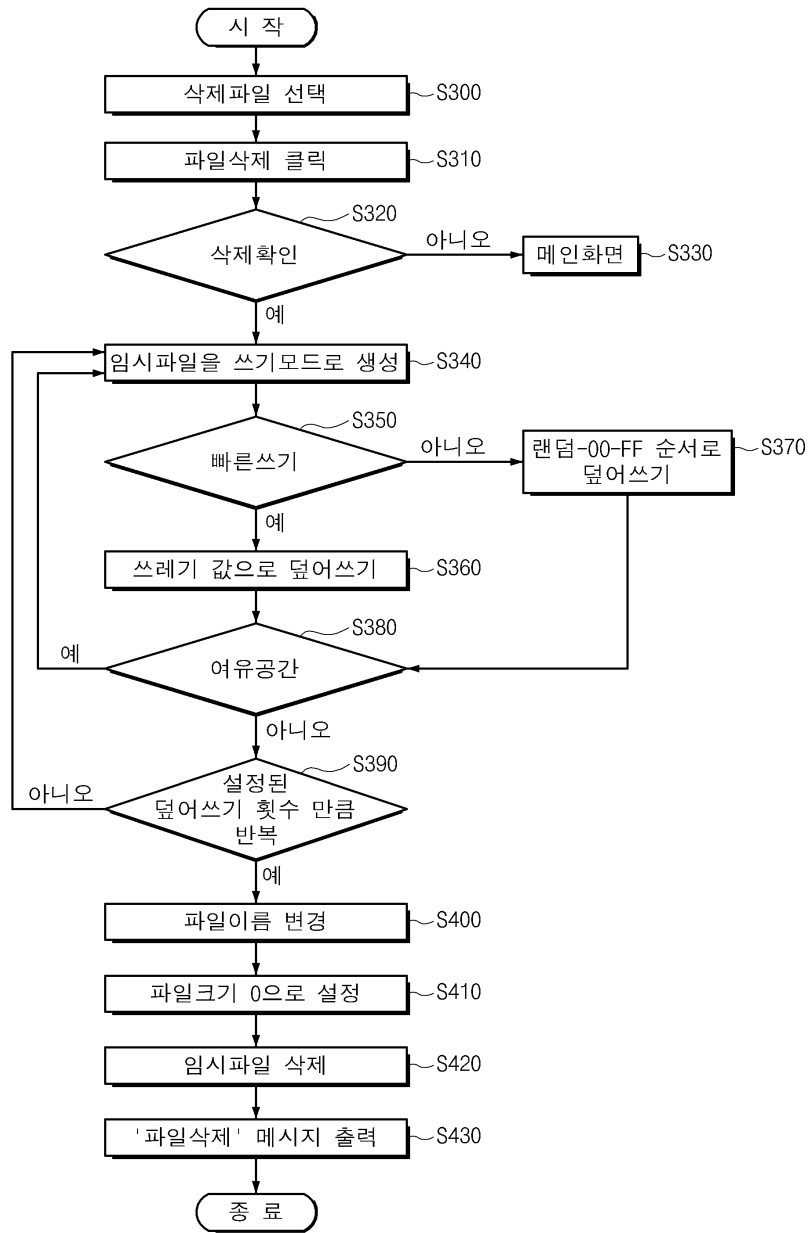 시 작
삭제파일 선택
S300
파일삭제 클릭
S310
S320
삭제확인
아니오
메인화면
S330
예
임시파일을 쓰기모드로 생성
S340
S350
빠른쓰기
아니오
랜덤-00-FF 순서로
덮어쓰기
S370
예
쓰레기 값으로 덮어쓰기
S360
S380
예
여유공간
아니오
S390
아니오
설정된
덮어쓰기 횟수 만큼
반복
예
파일이름 변경
S400
파일크기 0으로 설정
S410
임시파일 삭제
S420
'파일삭제' 메시지 출력
S430
종 료